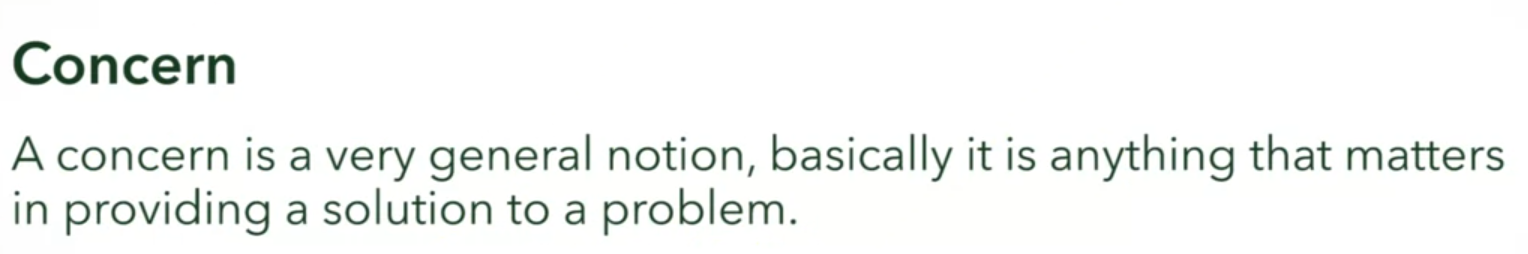 Concern
A concern is a very general notion, basically it is anything that matters
in providing a solution to a problem.